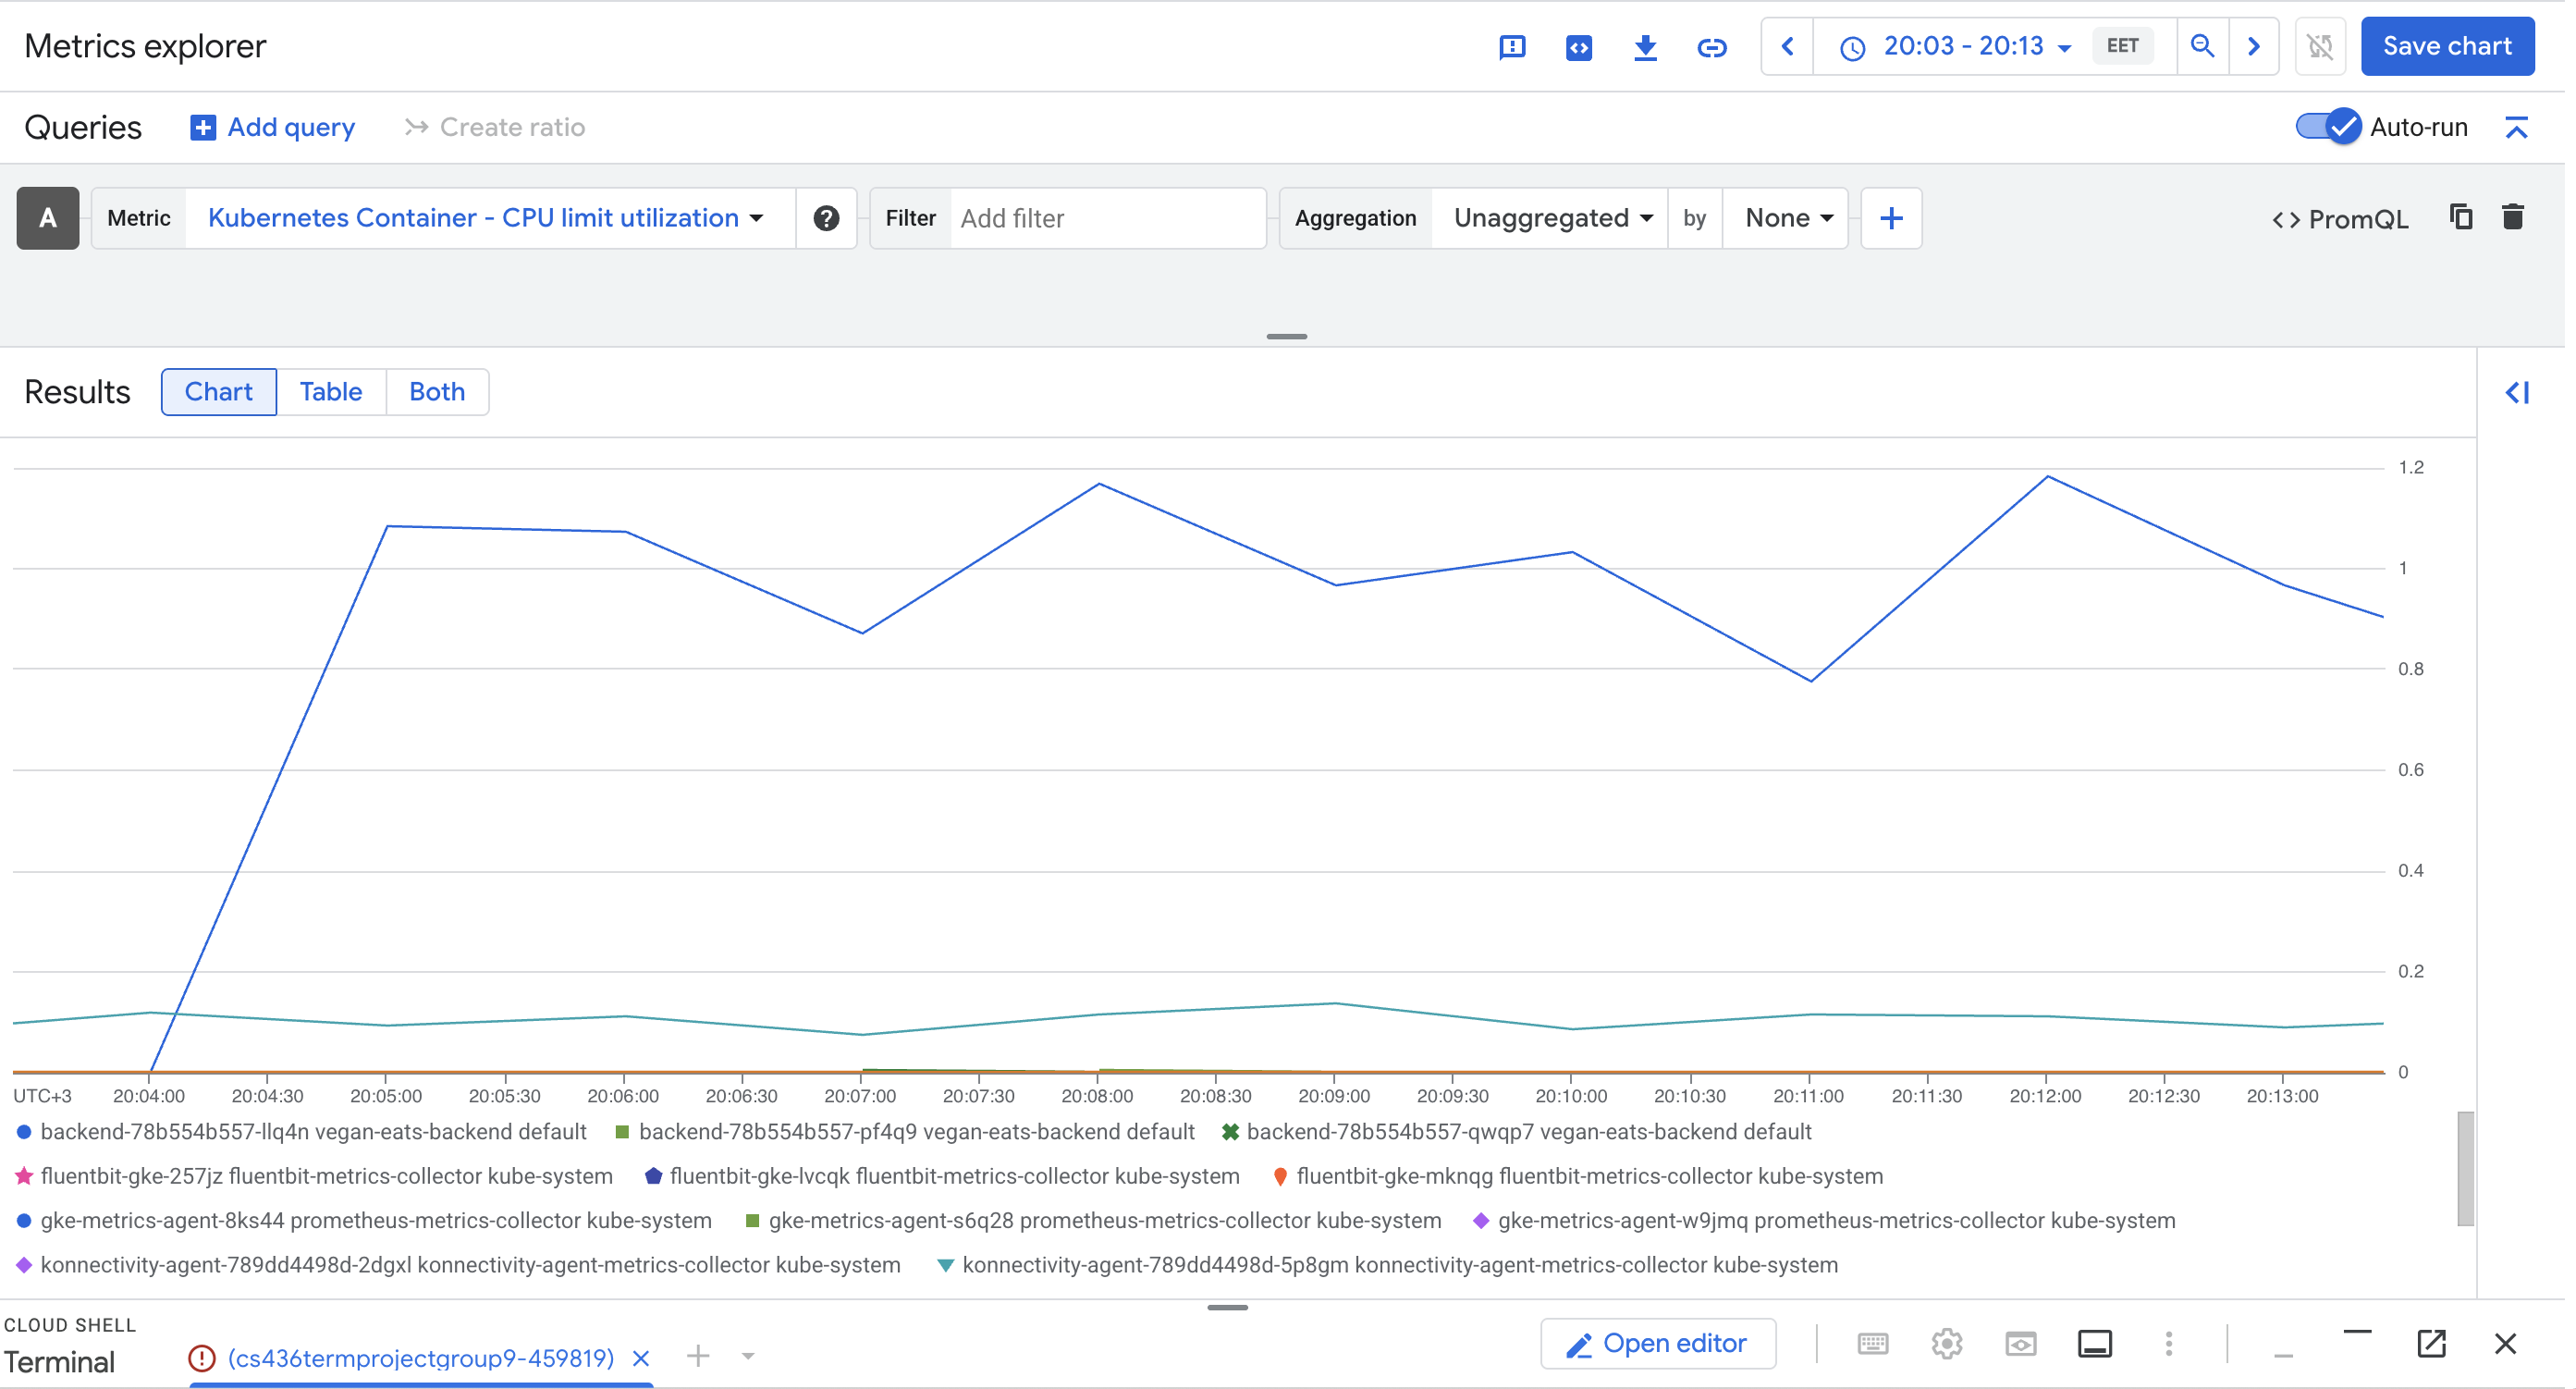 Metrics explorer
20:03 - 20:13 EET
Save chart
Queries
Add query
Create ratio
Auto-run
A
Metric
Kubernetes Container - CPU limit utilization
Filter
Add filter
Aggregation
Unaggregated
by
None
PromQL
Results
Chart
Table
Both
1.2
1
0.8
0.6
0.4
0.2
0
UTC+3 20:04:00 20:04:30 20:05:00 20:05:30 20:06:00 20:06:30 20:07:00 20:07:30 20:08:00 20:08:30 20:09:00 20:09:30 20:10:00 20:10:30 20:11:00 20:11:30 20:12:00 20:12:30 20:13:00
backend-78b554b557-llq4n vegan-eats-backend default
backend-78b554b557-pf4q9 vegan-eats-backend default
backend-78b554b557-qwqp7 vegan-eats-backend default
fluentbit-gke-257jz fluentbit-metrics-collector kube-system
fluentbit-gke-lvcqk fluentbit-metrics-collector kube-system
fluentbit-gke-mknqg fluentbit-metrics-collector kube-system
gke-metrics-agent-8ks44 prometheus-metrics-collector kube-system
gke-metrics-agent-s6q28 prometheus-metrics-collector kube-system
gke-metrics-agent-w9jmq prometheus-metrics-collector kube-system
konnectivity-agent-789dd4498d-2dgxl konnectivity-agent-metrics-collector kube-system
konnectivity-agent-789dd4498d-5p8gm konnectivity-agent-metrics-collector kube-system
CLOUD SHELL
Terminal
(cs436termprojectgroup9-459819)
Open editor